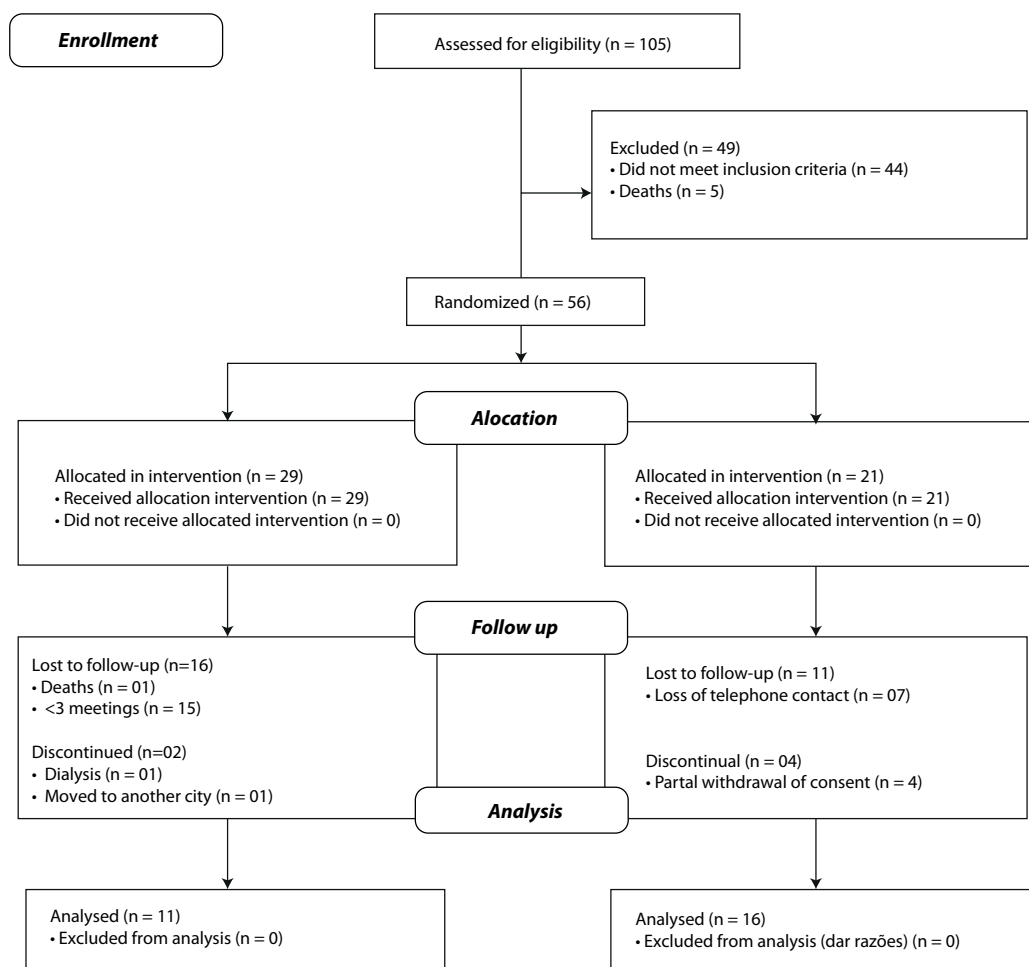 Enrollment
Assessed for eligibility (n = 105)
Excluded (n = 49)
• Did not meet inclusion criteria (n = 44)
• Deaths (n = 5)
Randomized (n = 56)
Alocation
Allocated in intervention (n = 29)
• Received allocation intervention (n = 29)
• Did not receive allocated intervention (n = 0)
Allocated in intervention (n = 21)
• Received allocation intervention (n = 21)
• Did not receive allocated intervention (n = 0)
Follow up
Lost to follow-up (n=16)
• Deaths (n = 01)
• <3 meetings (n = 15)
Discontinued (n=02)
• Dialysis (n = 01)
• Moved to another city (n = 01)
Lost to follow-up (n = 11)
• Loss of telephone contact (n = 07)
Discontinual (n = 04)
• Partal withdrawal of consent (n = 4)
Analysis
Analysed (n = 11)
• Excluded from analysis (n = 0)
Analysed (n = 16)
• Excluded from analysis (dar razões) (n = 0)